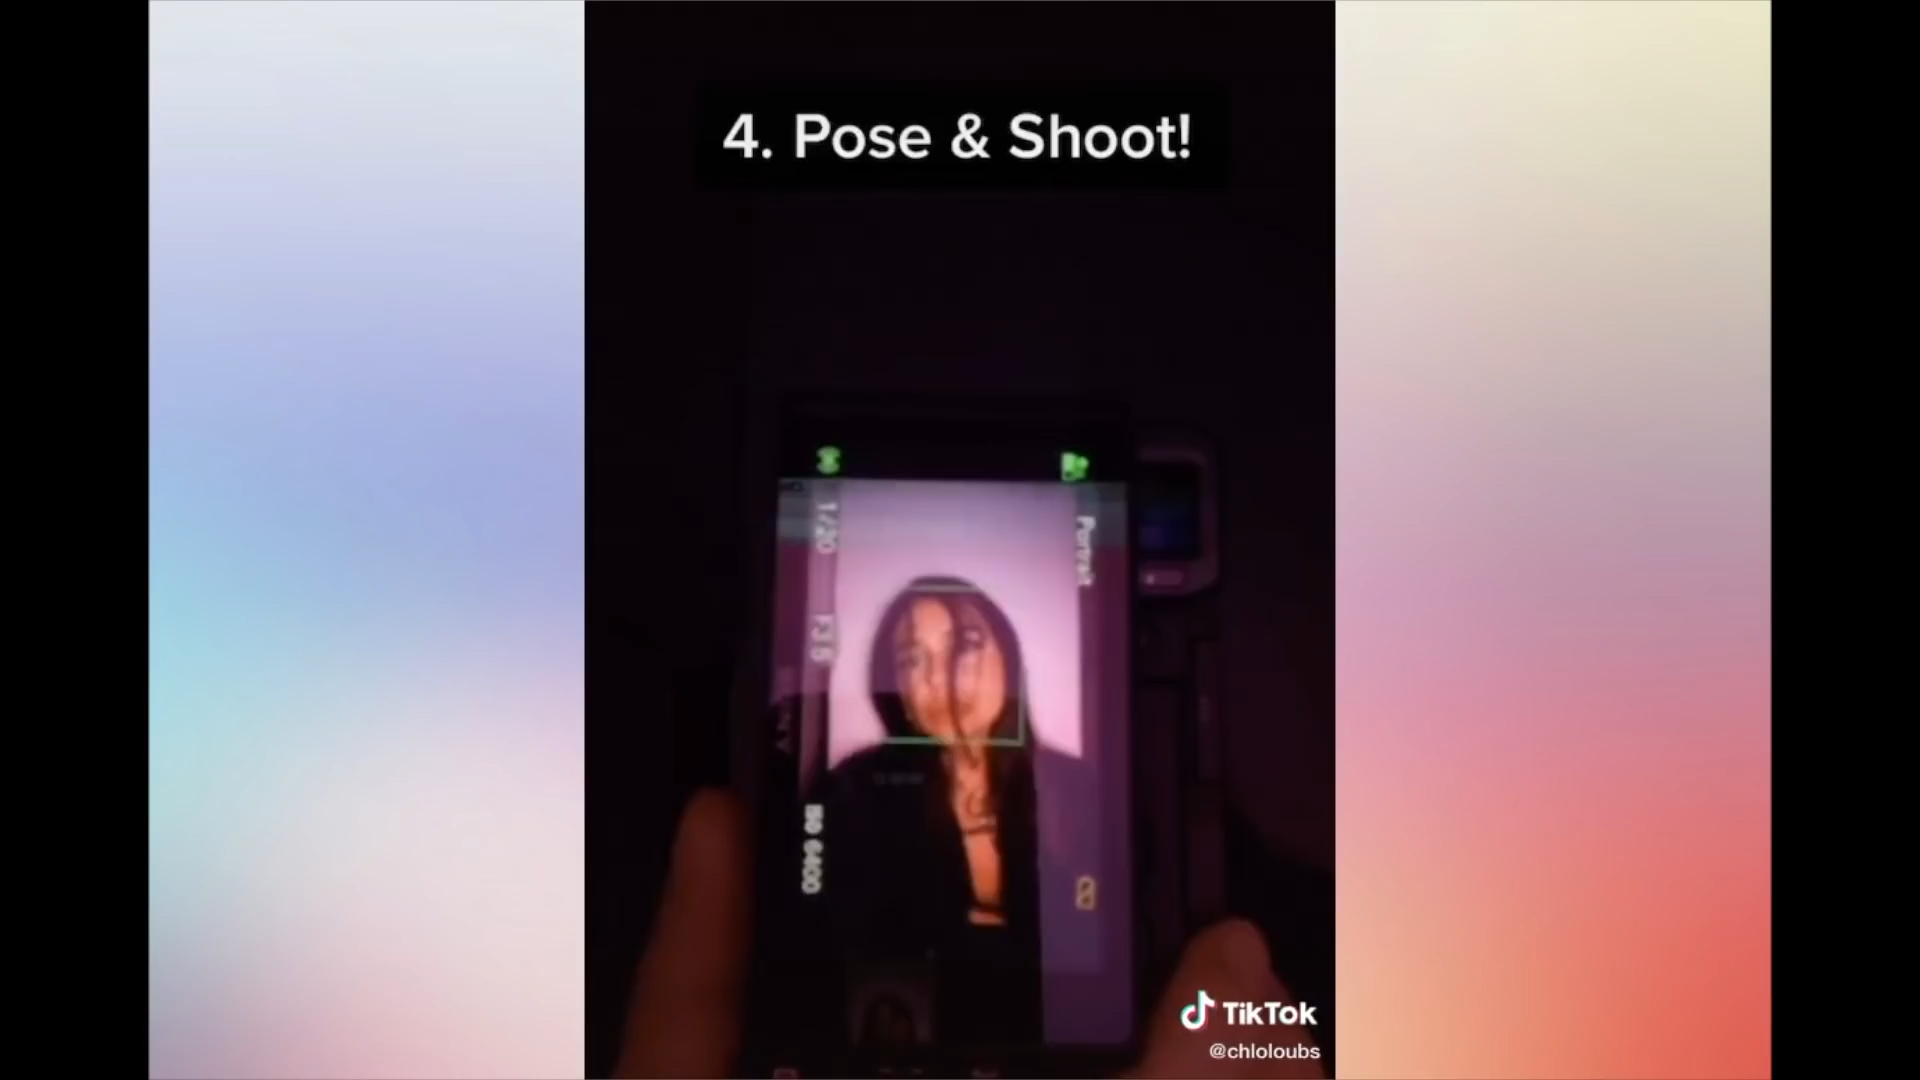 4. Pose & Shoot!
Portrait
1/20
F3.5
ISO 6400
TikTok
@chloloubs